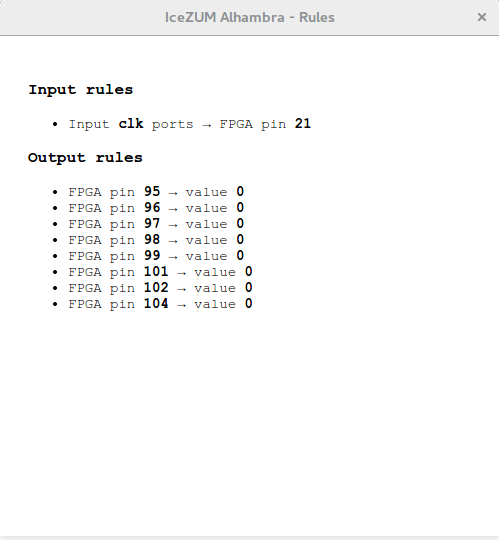 IceZUM Alhambra - Rules ×
Input rules
• Input clk ports → FPGA pin 21
Output rules
• FPGA pin 95 → value 0
• FPGA pin 96 → value 0
• FPGA pin 97 → value 0
• FPGA pin 98 → value 0
• FPGA pin 99 → value 0
• FPGA pin 101 → value 0
• FPGA pin 102 → value 0
• FPGA pin 104 → value 0